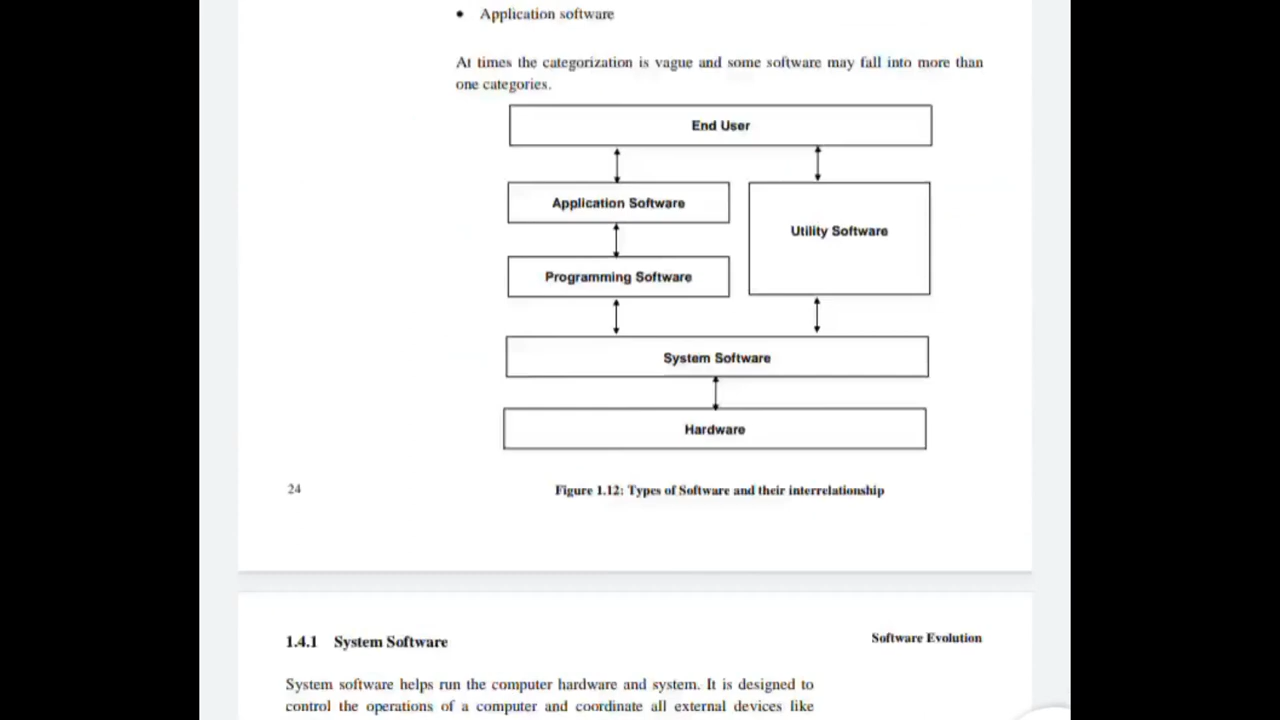 • Application software
At times the categorization is vague and some software may fall into more than
one categories.
End User
Application Software
Utility Software
Programming Software
System Software
Hardware
24
Figure 1.12: Types of Software and their interrelationship
1.4.1 System Software
Software Evolution
System software helps run the computer hardware and system. It is designed to
control the operations of a computer and coordinate all external devices like